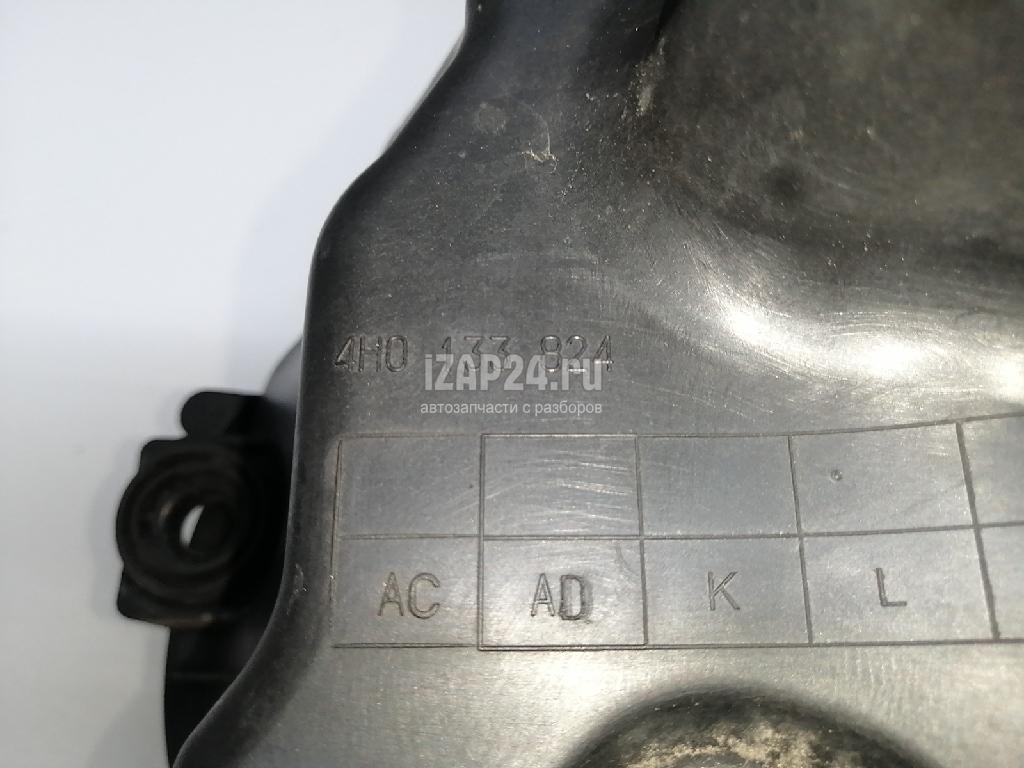 4H0 133 824
iZAP24.ru
автозапчасти с разборов
AC AD K L